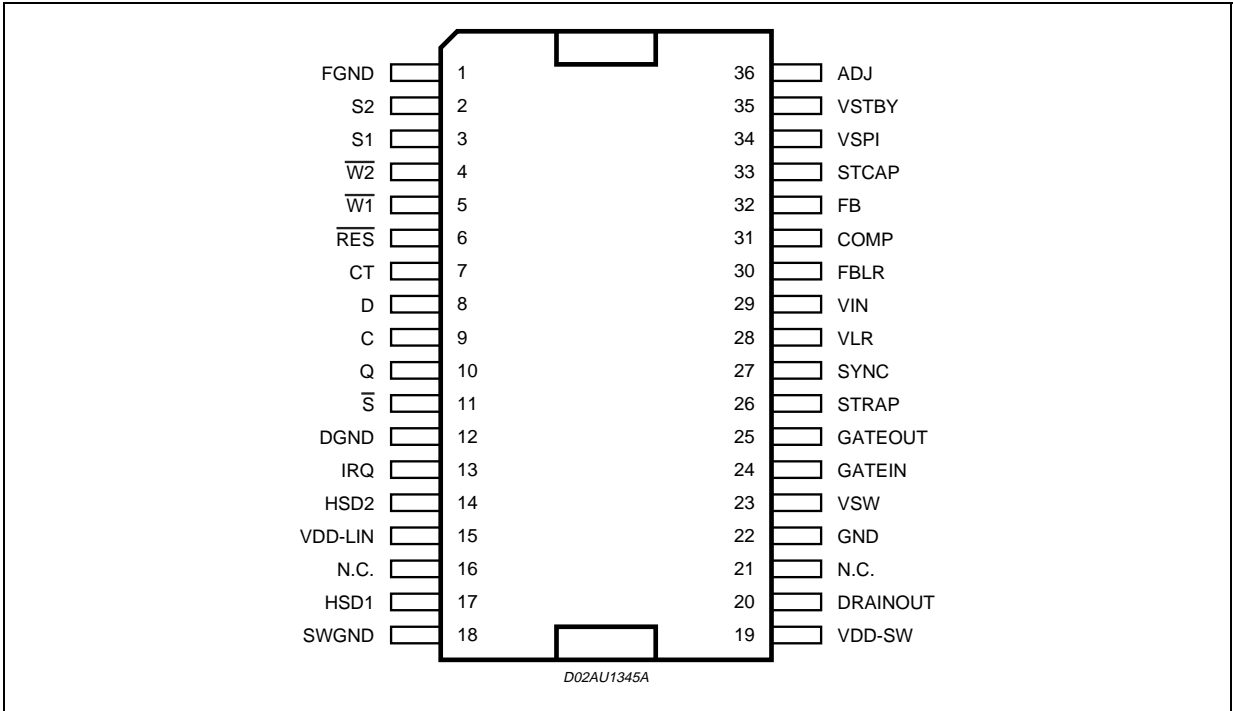 FGND 1 36 ADJ
S2 2 35 VSTBY
S1 3 34 VSPI
W̅2̅ 4 33 STCAP
W̅1̅ 5 32 FB
R̅E̅S̅ 6 31 COMP
CT 7 30 FBLR
D 8 29 VIN
C 9 28 VLR
Q 10 27 SYNC
S̅ 11 26 STRAP
DGND 12 25 GATEOUT
IRQ 13 24 GATEIN
HSD2 14 23 VSW
VDD-LIN 15 22 GND
N.C. 16 21 N.C.
HSD1 17 20 DRAINOUT
SWGND 18 19 VDD-SW
D02AU1345A